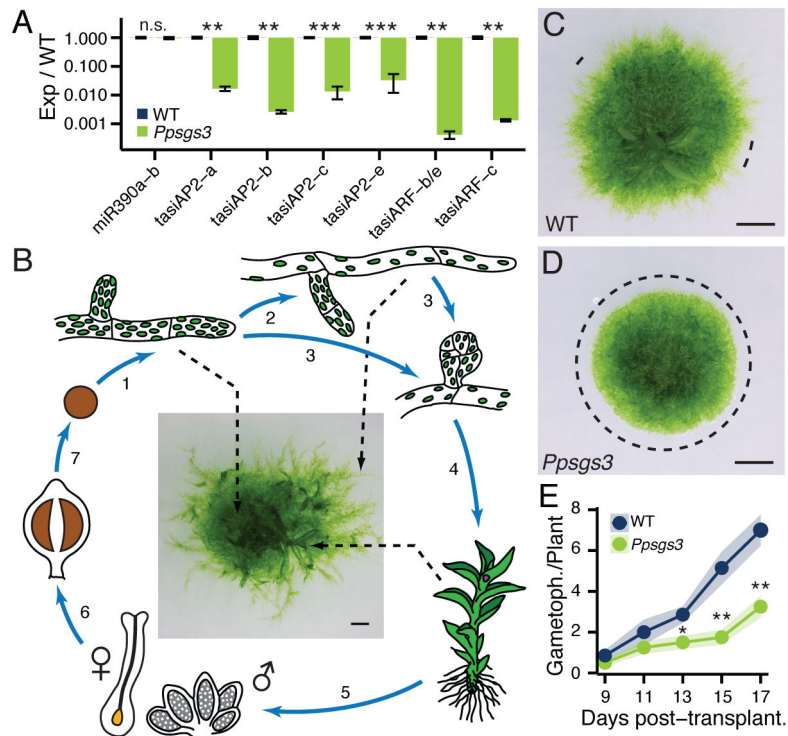 A
n.s.
**
**
***
***
**
**
Exp / WT
1.000
0.100
0.010
0.001
WT
Ppsgs3
miR390a–b
tasiAP2–a
tasiAP2–b
tasiAP2–c
tasiAP2–e
tasiARF–b/e
tasiARF–c
B
1
2
3
3
4
5
6
7
♀
♂
C
WT
D
Ppsgs3
E
Gametoph./Plant
8
6
4
2
0
WT
Ppsgs3
*
**
**
9 11 13 15 17
Days post–transplant.